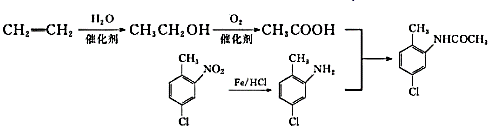 CH₂=CH₂ H₂O 催化剂 CH₃CH₂OH O₂ 催化剂 CH₃COOH
CH₃ NO₂ Cl Fe/HCl CH₃ NH₂ Cl
CH₃ NHCOCH₃ Cl